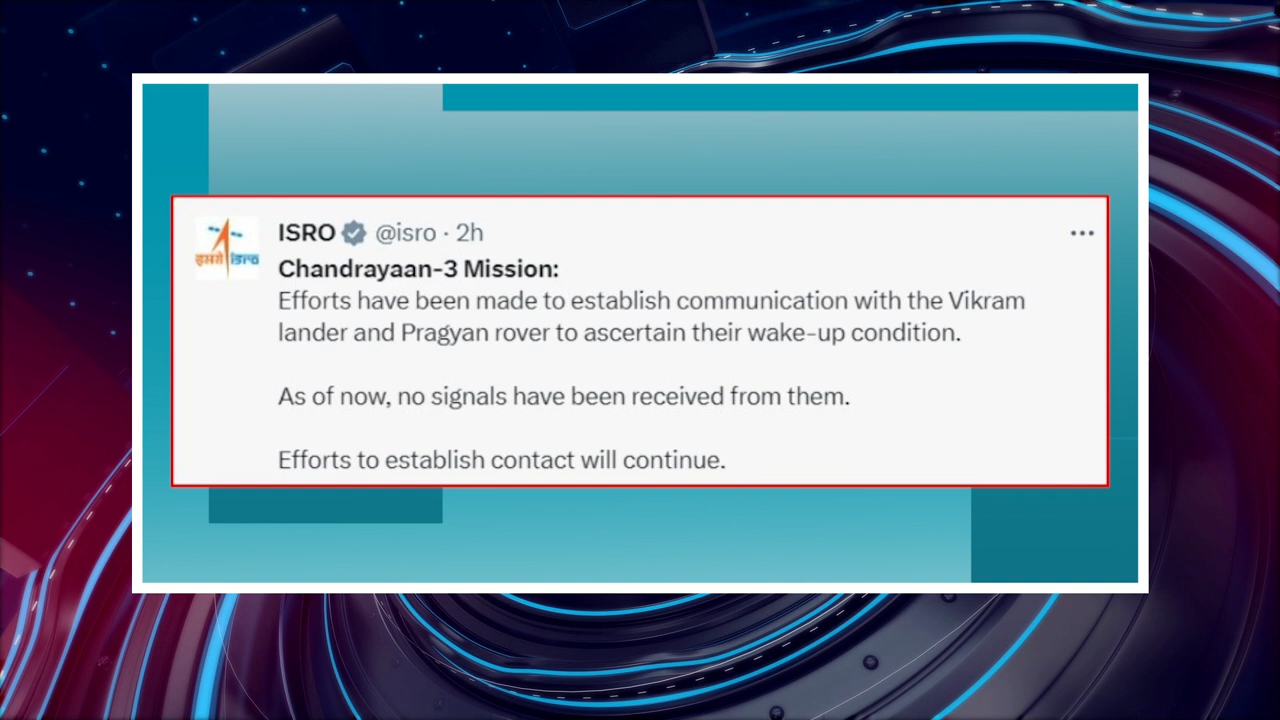 ISRO @isro · 2h
Chandrayaan-3 Mission:
Efforts have been made to establish communication with the Vikram
lander and Pragyan rover to ascertain their wake-up condition.
As of now, no signals have been received from them.
Efforts to establish contact will continue.
इसरो isro